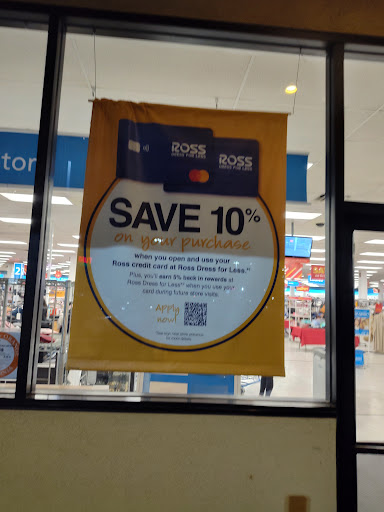 ROSS
DRESS FOR LESS
ROSS
DRESS FOR LESS
tor
SAVE 10%
on your purchase
when you open and use your
Ross credit card at Ross Dress for Less.
Plus, you'll earn 5% back in rewards at
Ross Dress for Less when you use your
card during future store visits.
Apply
now!